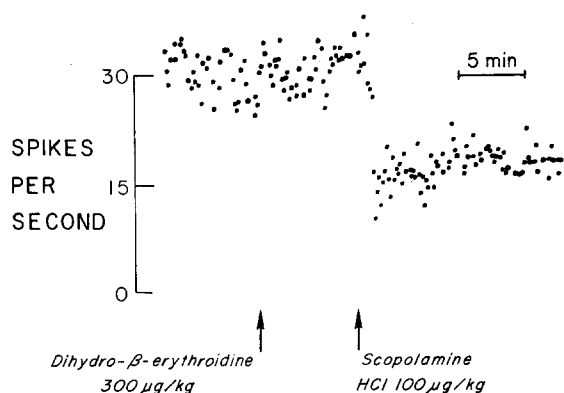 5 min
30
SPIKES
PER
SECOND
15
0
Dihydro-β-erythroidine
300 µg/kg
Scopolamine
HCl 100 µg/kg